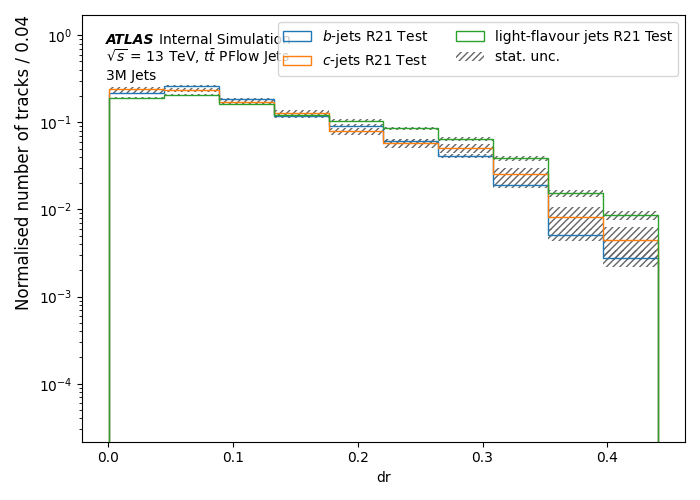 ATLAS Internal Simulation
√s = 13 TeV, tt̄ PFlow Jets
3M Jets
b-jets R21 Test
c-jets R21 Test
light-flavour jets R21 Test
stat. unc.
Normalised number of tracks / 0.04
10⁰
10⁻¹
10⁻²
10⁻³
10⁻⁴
0.0 0.1 0.2 0.3 0.4
dr